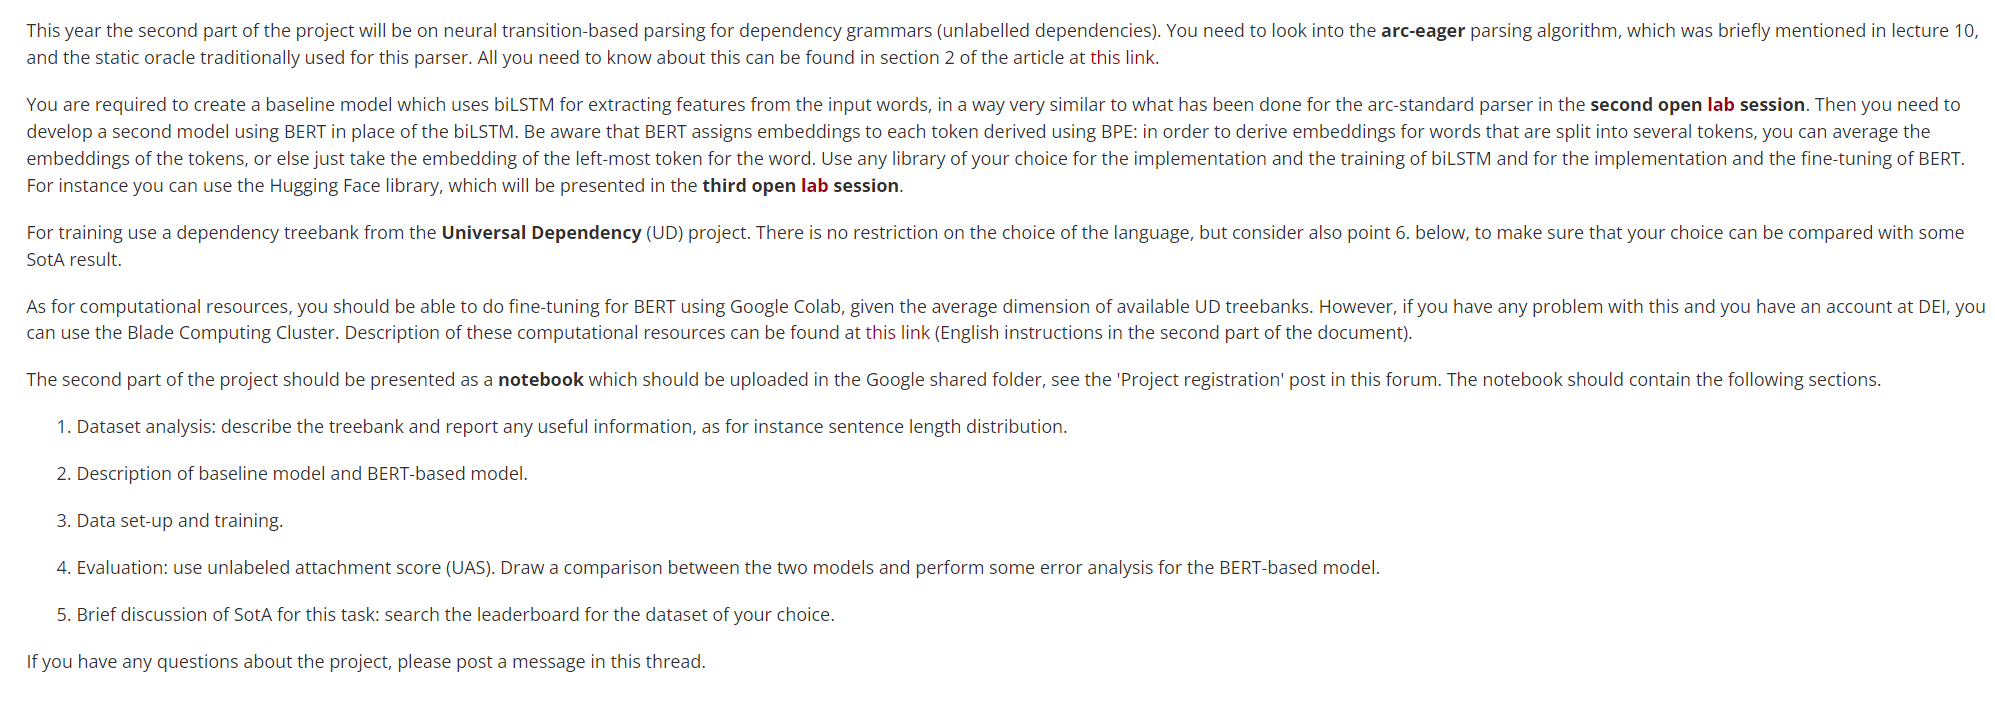 This year the second part of the project will be on neural transition-based parsing for dependency grammars (unlabelled dependencies). You need to look into the arc-eager parsing algorithm, which was briefly mentioned in lecture 10,
and the static oracle traditionally used for this parser. All you need to know about this can be found in section 2 of the article at this link.
You are required to create a baseline model which uses biLSTM for extracting features from the input words, in a way very similar to what has been done for the arc-standard parser in the second open lab session. Then you need to
develop a second model using BERT in place of the biLSTM. Be aware that BERT assigns embeddings to each token derived using BPE: in order to derive embeddings for words that are split into several tokens, you can average the
embeddings of the tokens, or else just take the embedding of the left-most token for the word. Use any library of your choice for the implementation and the training of biLSTM and for the implementation and the fine-tuning of BERT.
For instance you can use the Hugging Face library, which will be presented in the third open lab session.
For training use a dependency treebank from the Universal Dependency (UD) project. There is no restriction on the choice of the language, but consider also point 6. below, to make sure that your choice can be compared with some
SotA result.
As for computational resources, you should be able to do fine-tuning for BERT using Google Colab, given the average dimension of available UD treebanks. However, if you have any problem with this and you have an account at DEI, you
can use the Blade Computing Cluster. Description of these computational resources can be found at this link (English instructions in the second part of the document).
The second part of the project should be presented as a notebook which should be uploaded in the Google shared folder, see the 'Project registration' post in this forum. The notebook should contain the following sections.
1. Dataset analysis: describe the treebank and report any useful information, as for instance sentence length distribution.
2. Description of baseline model and BERT-based model.
3. Data set-up and training.
4. Evaluation: use unlabeled attachment score (UAS). Draw a comparison between the two models and perform some error analysis for the BERT-based model.
5. Brief discussion of SotA for this task: search the leaderboard for the dataset of your choice.
If you have any questions about the project, please post a message in this thread.